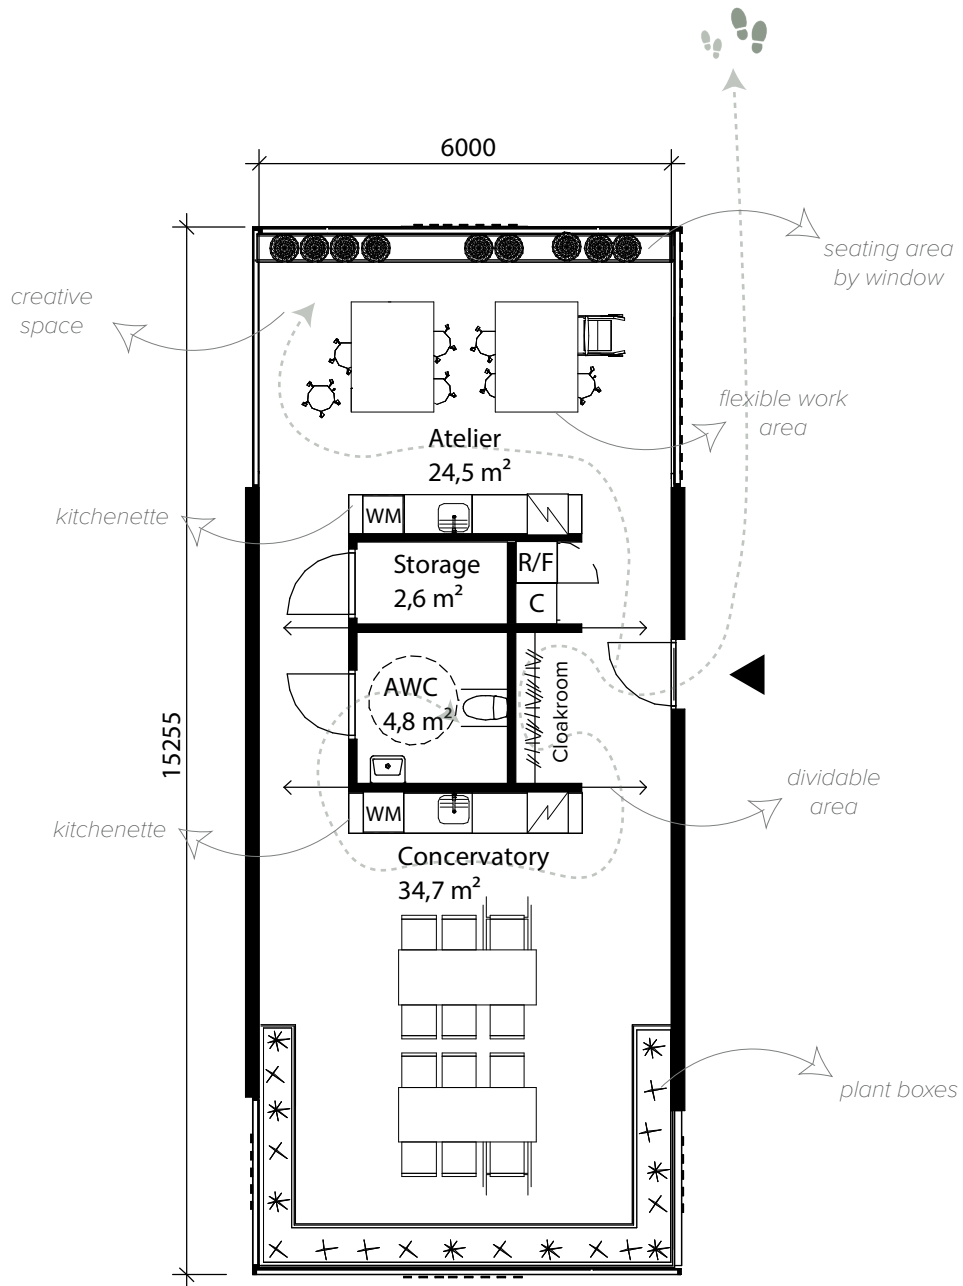 6000
seating area
by window
creative
space
flexible work
area
Atelier
24,5 m²
kitchenette
WM
Storage
2,6 m²
R/F
C
AWC
4,8 m²
Cloakroom
15255
dividable
area
kitchenette
WM
Concervatory
34,7 m²
plant boxes